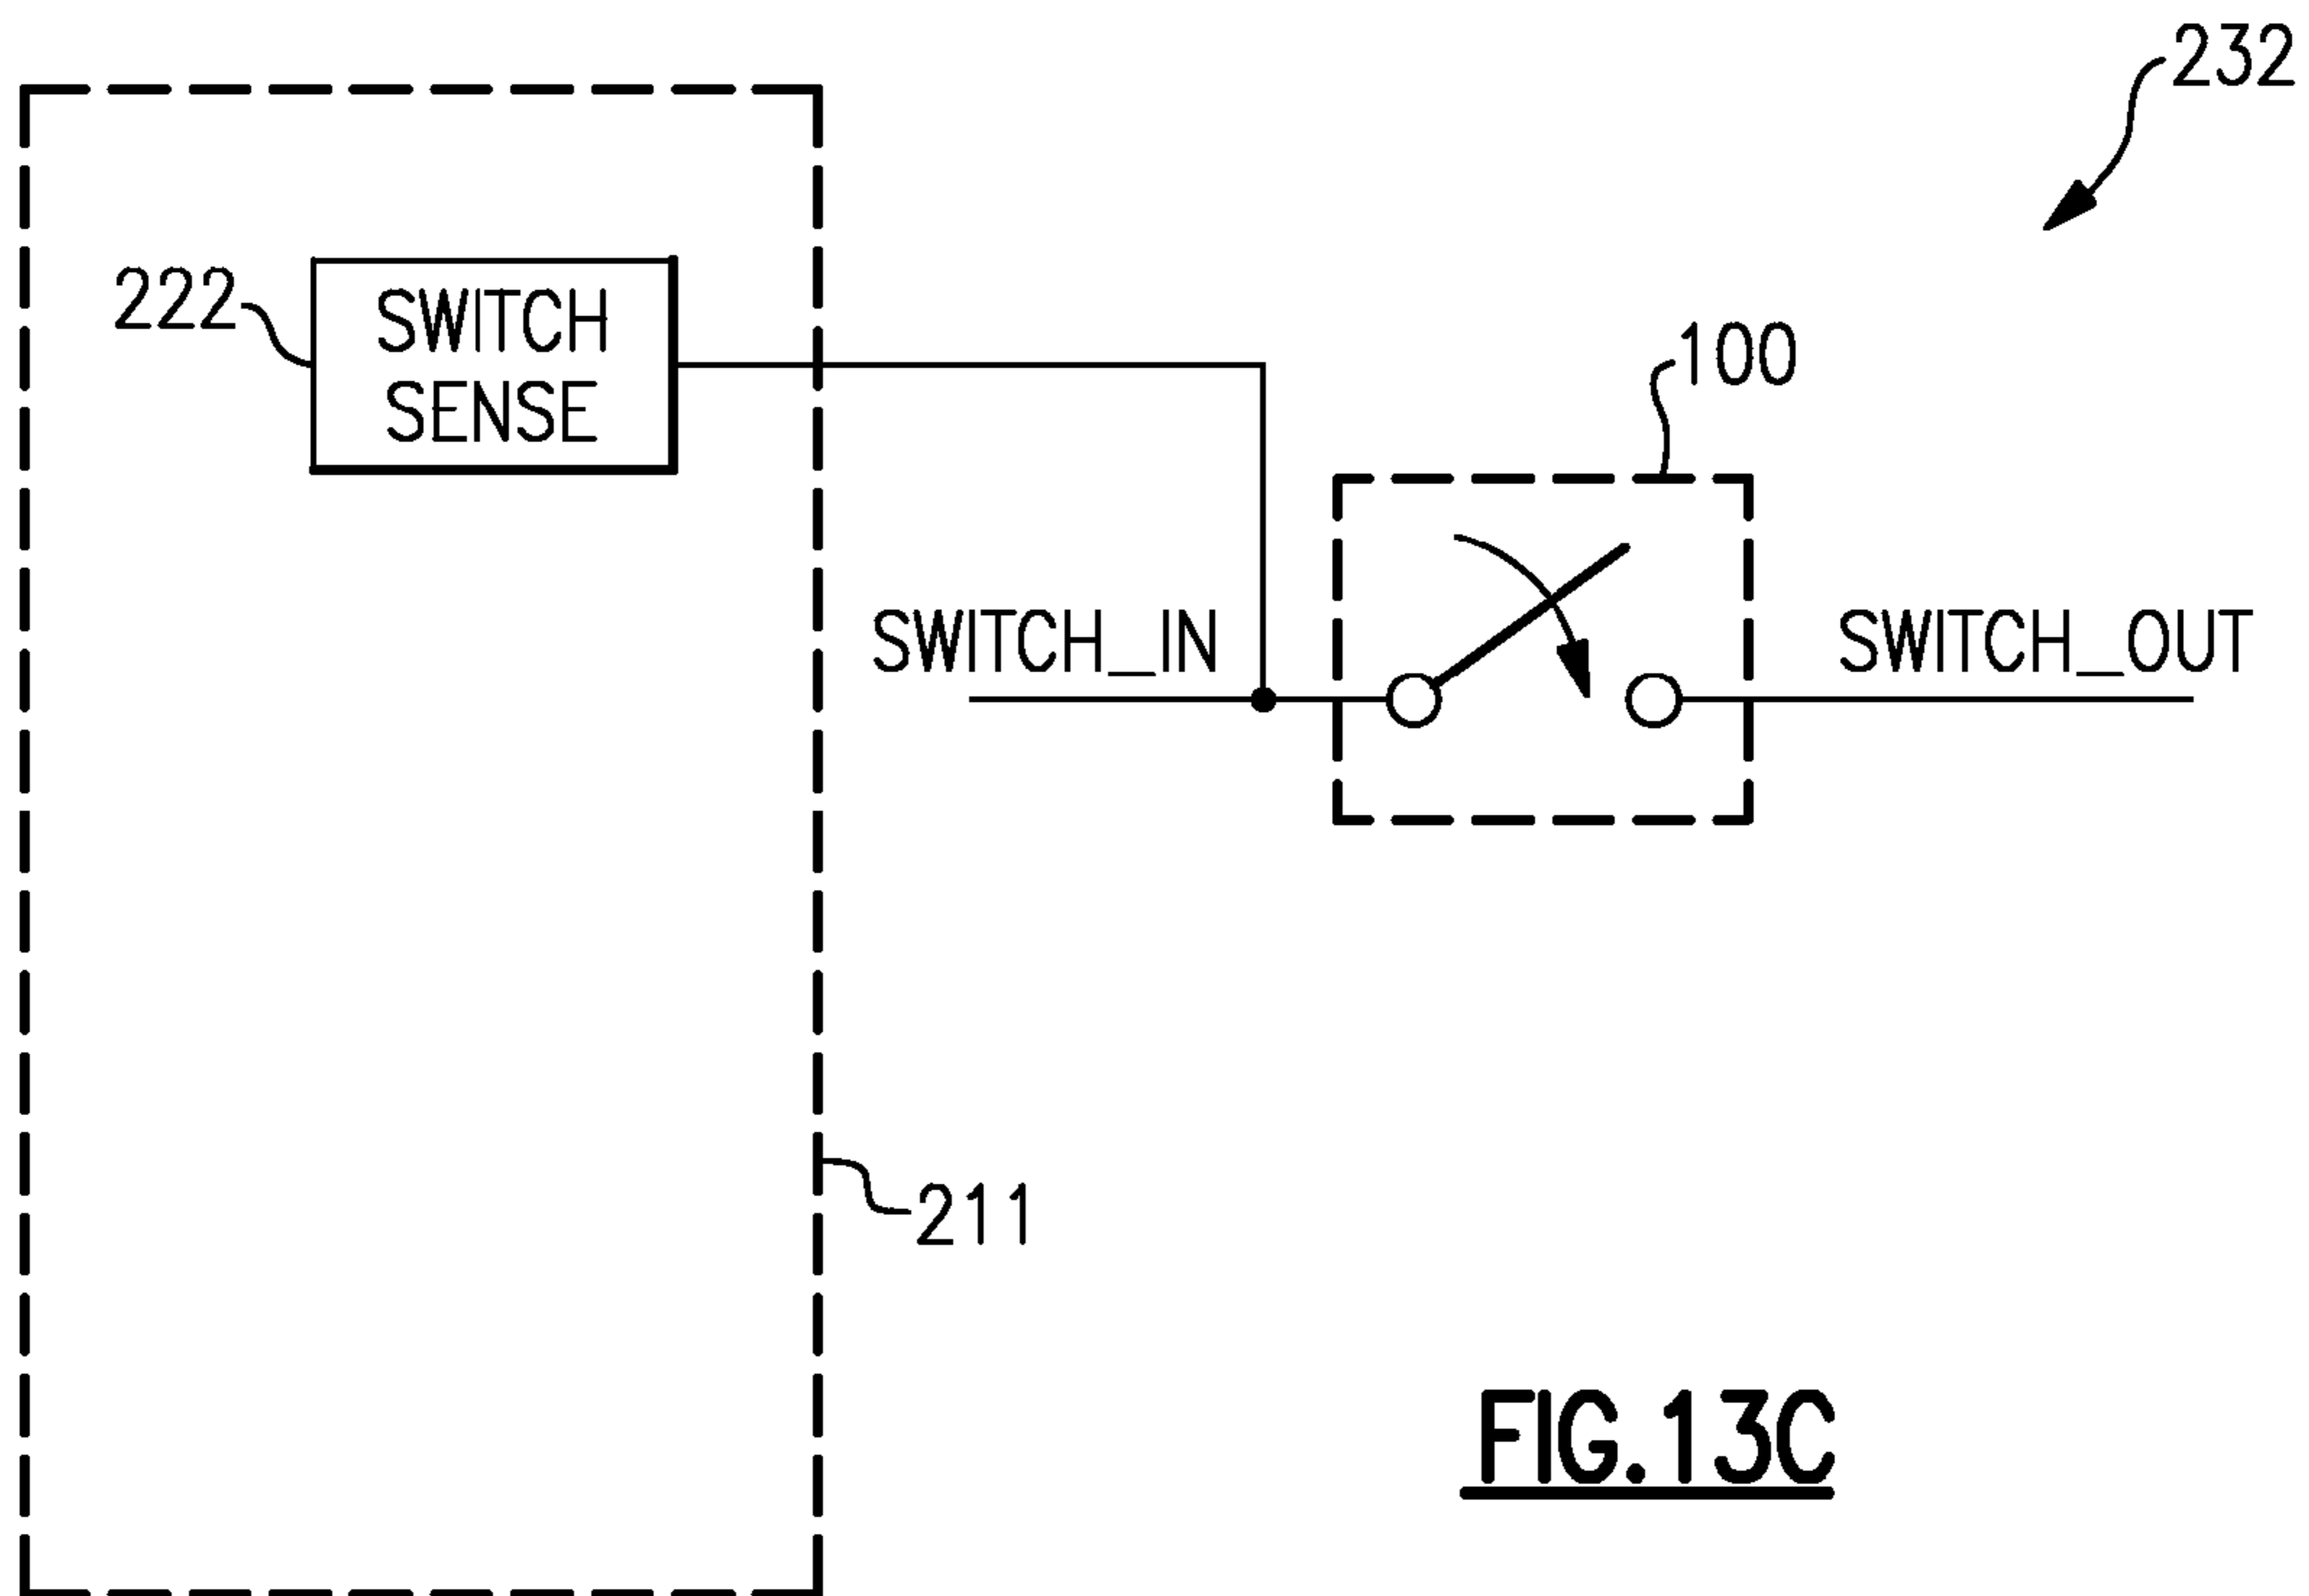 232
222
SWITCH
SENSE
100
SWITCH_IN
SWITCH_OUT
211
FIG.13C